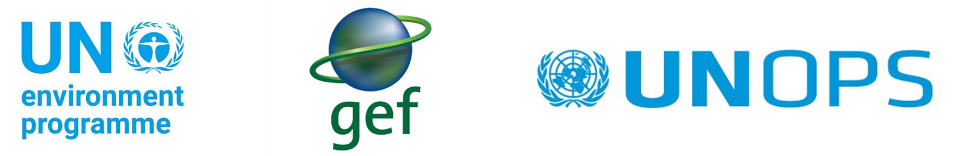 UN
environment
programme
gef
UNOPS